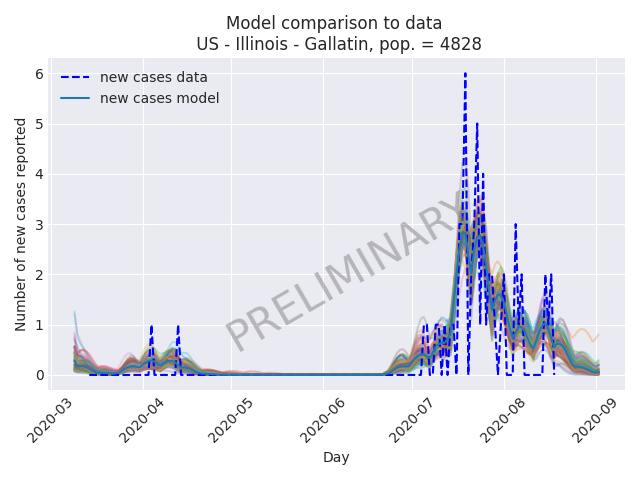 Model comparison to data
US - Illinois - Gallatin, pop. = 4828
new cases data
new cases model
Number of new cases reported
6
5
4
3
2
1
0
PRELIMINARY
2020-03
2020-04
2020-05
2020-06
2020-07
2020-08
2020-09
Day